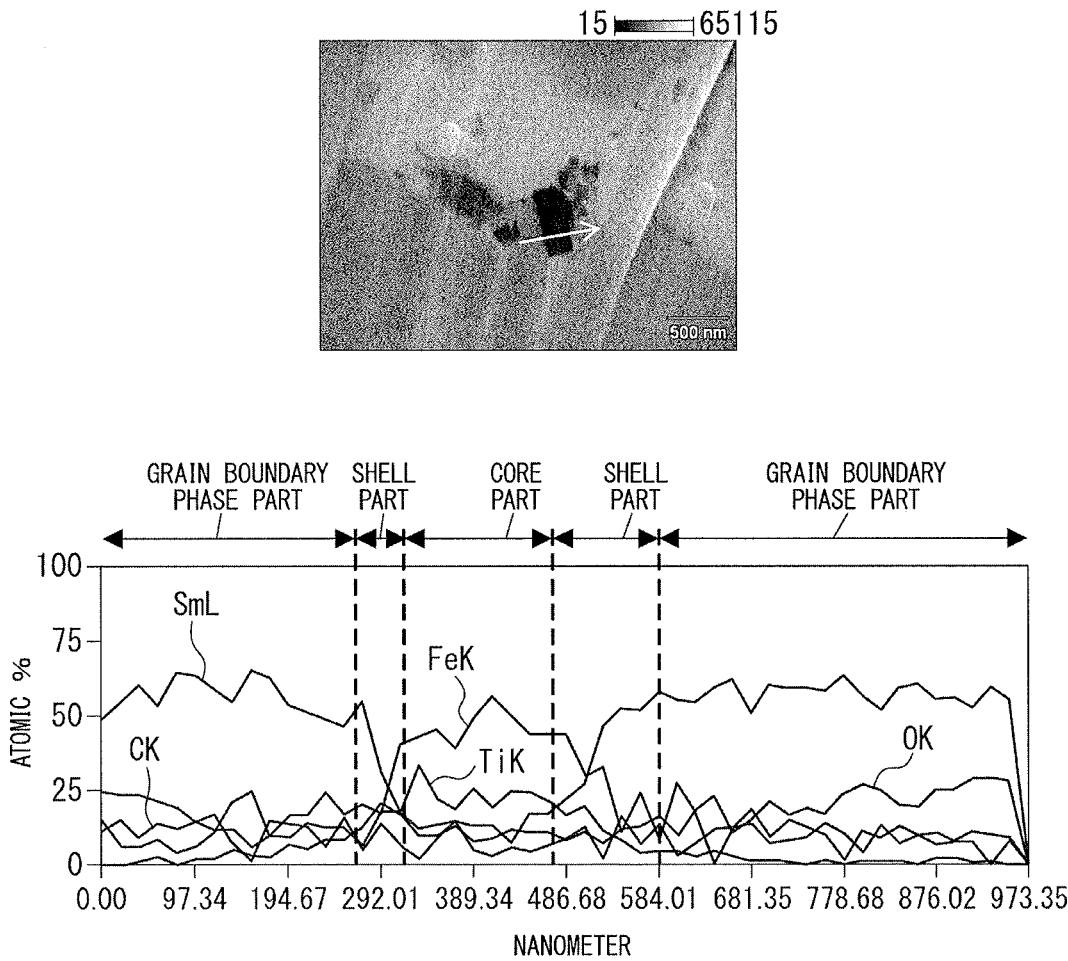 15 65115
500 nm
GRAIN BOUNDARY PHASE PART
SHELL PART
CORE PART
SHELL PART
GRAIN BOUNDARY PHASE PART
100
75
50
25
0
ATOMIC %
SmL
FeK
CK
TiK
OK
0.00 97.34 194.67 292.01 389.34 486.68 584.01 681.35 778.68 876.02 973.35
NANOMETER